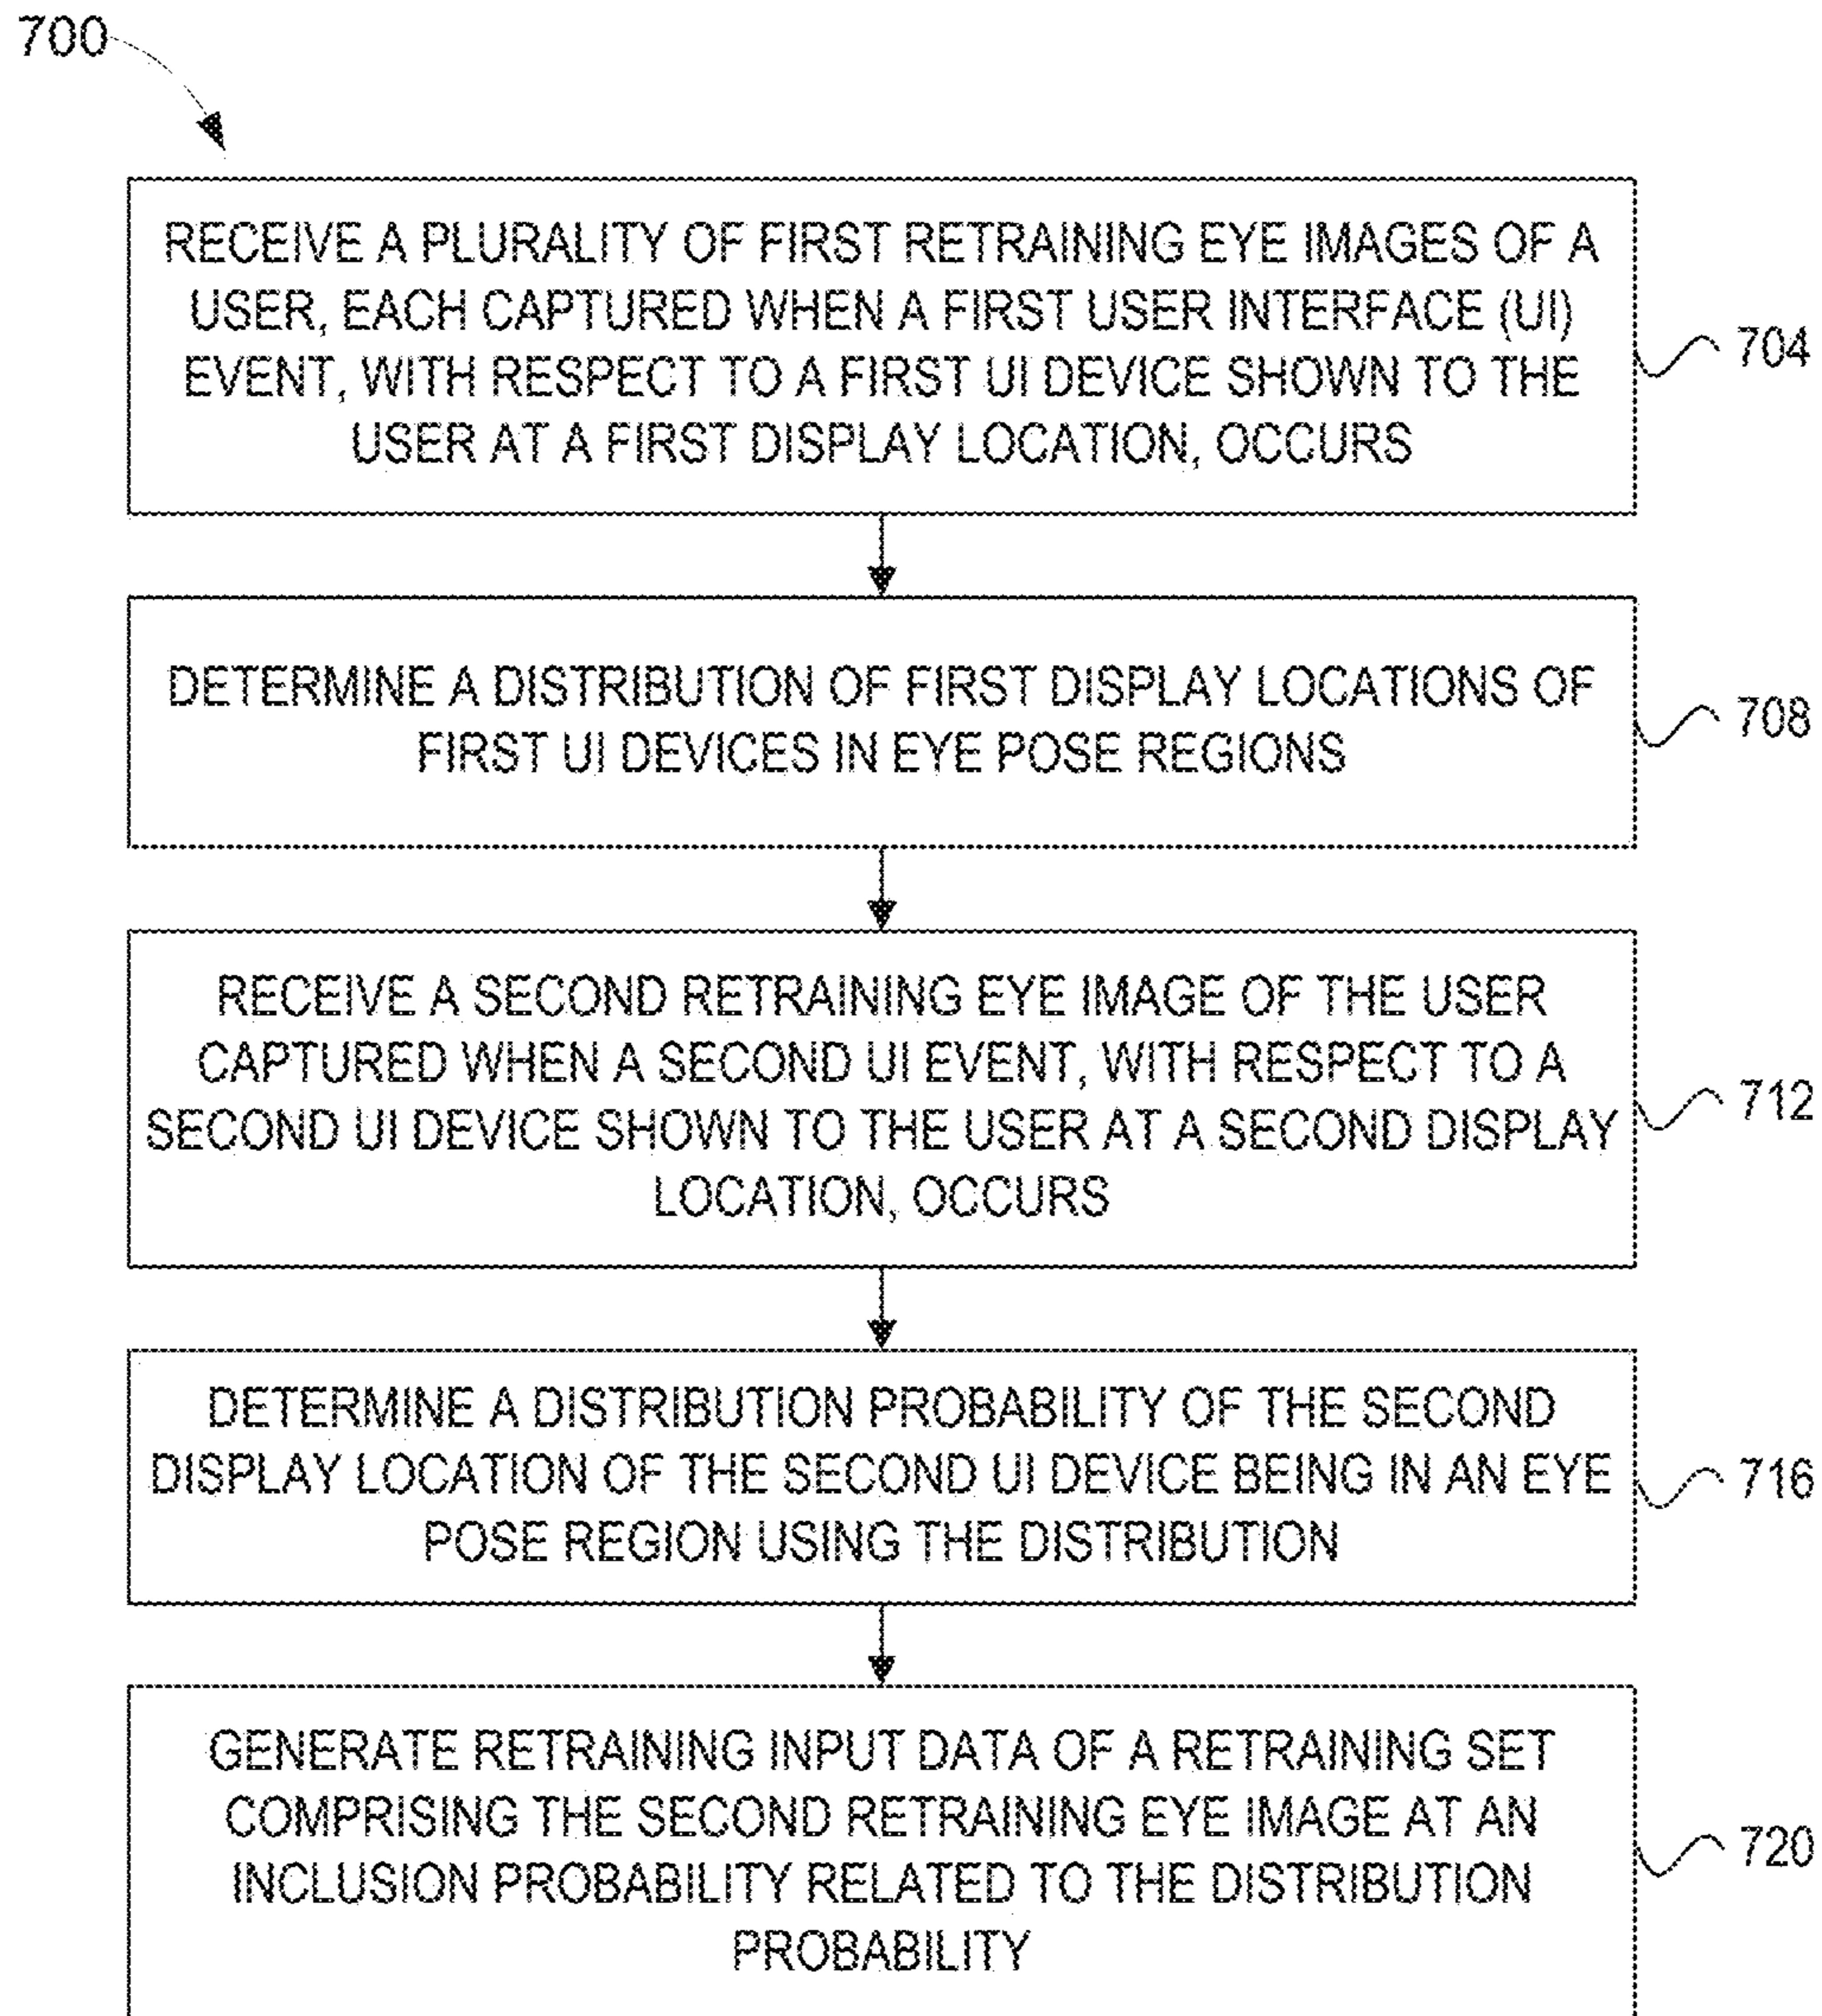 700
RECEIVE A PLURALITY OF FIRST RETRAINING EYE IMAGES OF A
USER, EACH CAPTURED WHEN A FIRST USER INTERFACE (UI)
EVENT, WITH RESPECT TO A FIRST UI DEVICE SHOWN TO THE
USER AT A FIRST DISPLAY LOCATION, OCCURS
704
DETERMINE A DISTRIBUTION OF FIRST DISPLAY LOCATIONS OF
FIRST UI DEVICES IN EYE POSE REGIONS
708
RECEIVE A SECOND RETRAINING EYE IMAGE OF THE USER
CAPTURED WHEN A SECOND UI EVENT, WITH RESPECT TO A
SECOND UI DEVICE SHOWN TO THE USER AT A SECOND DISPLAY
LOCATION, OCCURS
712
DETERMINE A DISTRIBUTION PROBABILITY OF THE SECOND
DISPLAY LOCATION OF THE SECOND UI DEVICE BEING IN AN EYE
POSE REGION USING THE DISTRIBUTION
716
GENERATE RETRAINING INPUT DATA OF A RETRAINING SET
COMPRISING THE SECOND RETRAINING EYE IMAGE AT AN
INCLUSION PROBABILITY RELATED TO THE DISTRIBUTION
PROBABILITY
720